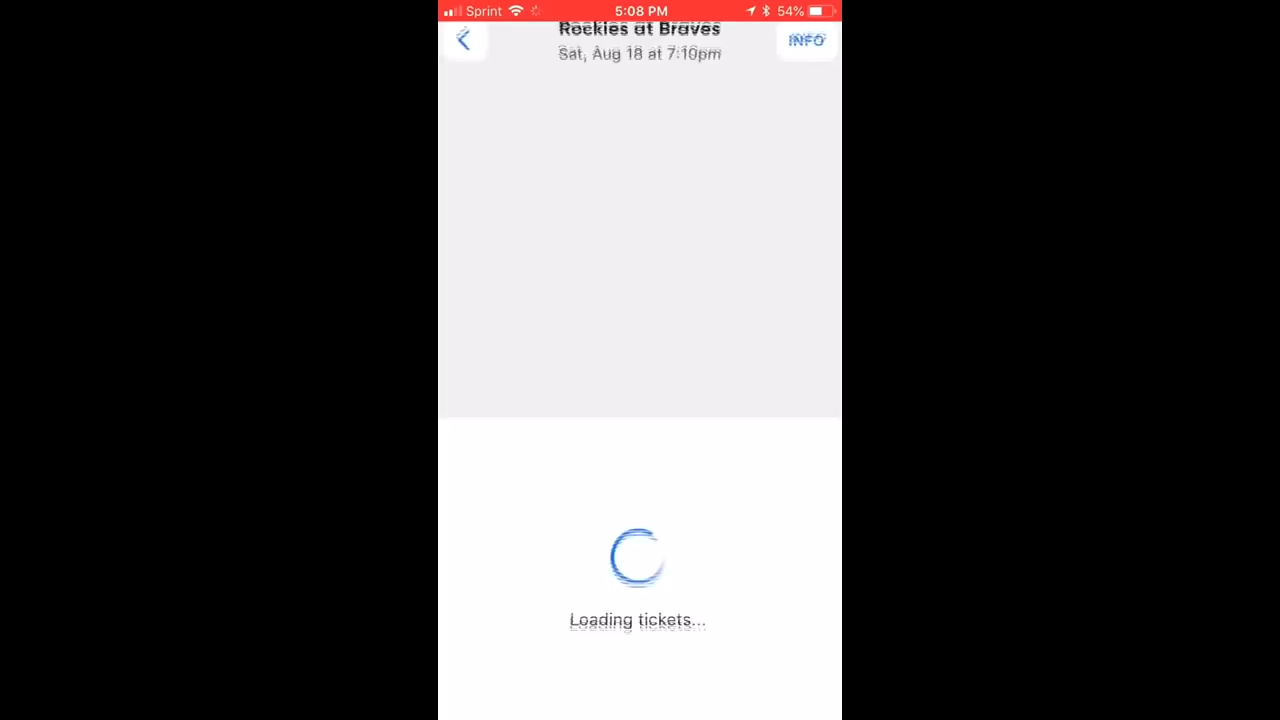 Sprint 5:08 PM 54%
Rockies at Braves
Sat, Aug 18 at 7:10pm
INFO
Loading tickets...